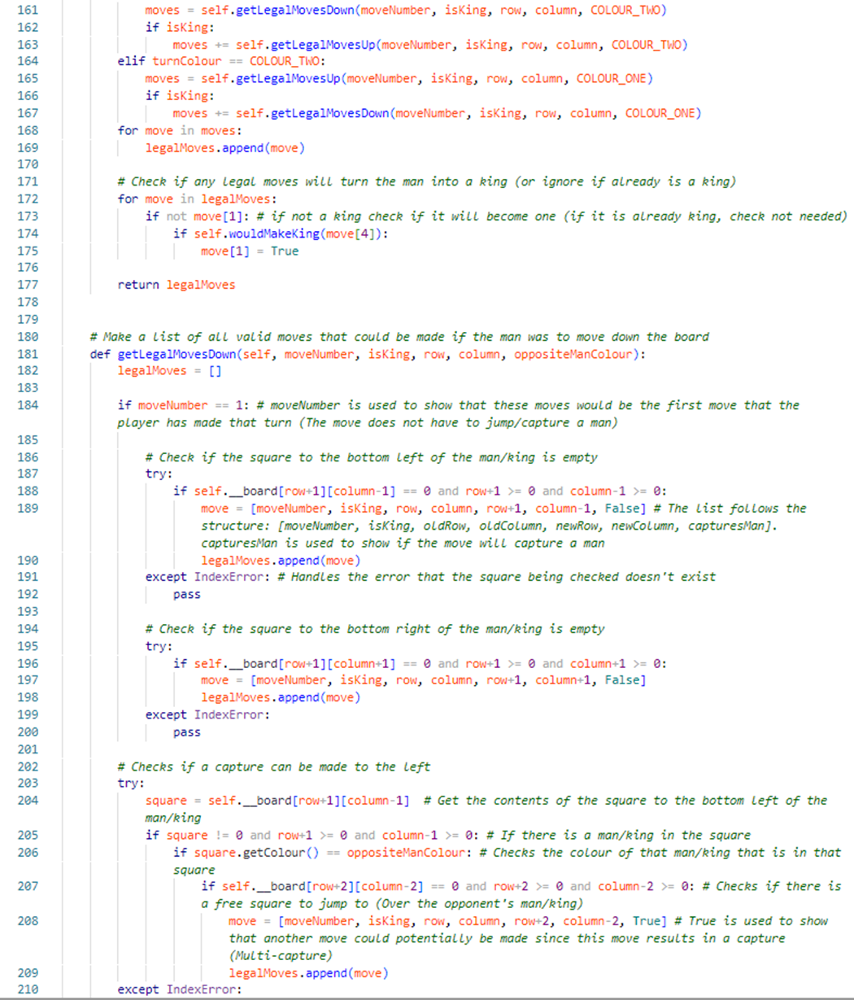 161 moves = self.getLegalMovesDown(moveNumber, isKing, row, column, COLOUR_TWO)
162 if isKing:
163 moves += self.getLegalMovesUp(moveNumber, isKing, row, column, COLOUR_TWO)
164 elif turnColour == COLOUR_TWO:
165 moves = self.getLegalMovesUp(moveNumber, isKing, row, column, COLOUR_ONE)
166 if isKing:
167 moves += self.getLegalMovesDown(moveNumber, isKing, row, column, COLOUR_ONE)
168 for move in moves:
169 legalMoves.append(move)
170
171 # Check if any legal moves will turn the man into a king (or ignore if already is a king)
172 for move in legalMoves:
173 if not move[1]: # if not a king check if it will become one (if it is already king, check not needed)
174 if self.wouldMakeKing(move[4]):
175 move[1] = True
176
177 return legalMoves
178
179
180 # Make a list of all valid moves that could be made if the man was to move down the board
181 def getLegalMovesDown(self, moveNumber, isKing, row, column, oppositeManColour):
182 legalMoves = []
183
184 if moveNumber == 1: # moveNumber is used to show that these moves would be the first move that the
player has made that turn (The move does not have to jump/capture a man)
185
186 # Check if the square to the bottom left of the man/king is empty
187 try:
188 if self.__board[row+1][column-1] == 0 and row+1 >= 0 and column-1 >= 0:
189 move = [moveNumber, isKing, row, column, row+1, column-1, False] # The list follows the
structure: [moveNumber, isKing, oldRow, oldColumn, newRow, newColumn, capturesMan].
capturesMan is used to show if the move will capture a man
190 legalMoves.append(move)
191 except IndexError: # Handles the error that the square being checked doesn't exist
192 pass
193
194 # Check if the square to the bottom right of the man/king is empty
195 try:
196 if self.__board[row+1][column+1] == 0 and row+1 >= 0 and column+1 >= 0:
197 move = [moveNumber, isKing, row, column, row+1, column+1, False]
198 legalMoves.append(move)
199 except IndexError:
200 pass
201
202 # Checks if a capture can be made to the left
203 try:
204 square = self.__board[row+1][column-1] # Get the contents of the square to the bottom left of the
man/king
205 if square != 0 and row+1 >= 0 and column-1 >= 0: # If there is a man/king in the square
206 if square.getColour() == oppositeManColour: # Checks the colour of that man/king that is in that
square
207 if self.__board[row+2][column-2] == 0 and row+2 >= 0 and column-2 >= 0: # Checks if there is
a free square to jump to (Over the opponent's man/king)
208 move = [moveNumber, isKing, row, column, row+2, column-2, True] # True is used to show
that another move could potentially be made since this move results in a capture
(Multi-capture)
209 legalMoves.append(move)
210 except IndexError: